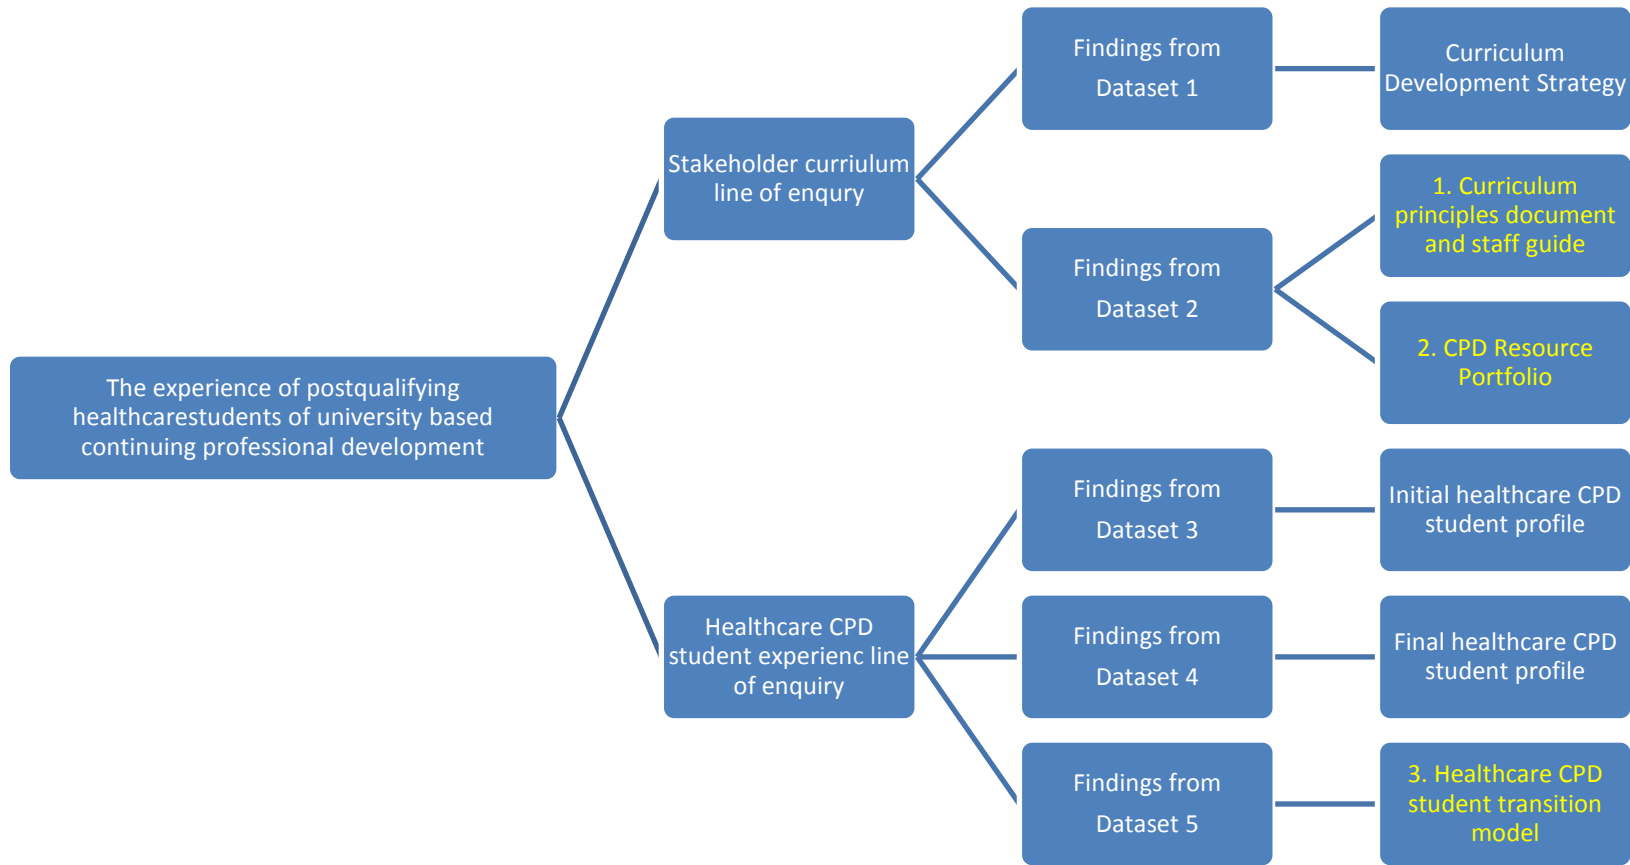 The experience of postqualifying
healthcarestudents of university based
continuing professional development
Stakeholder curriulum
line of enqury
Findings from
Dataset 1
Curriculum
Development Strategy
Findings from
Dataset 2
1. Curriculum
principles document
and staff guide
2. CPD Resource
Portfolio
Healthcare CPD
student experienc line
of enquiry
Findings from
Dataset 3
Initial healthcare CPD
student profile
Findings from
Dataset 4
Final healthcare CPD
student profile
Findings from
Dataset 5
3. Healthcare CPD
student transition
model